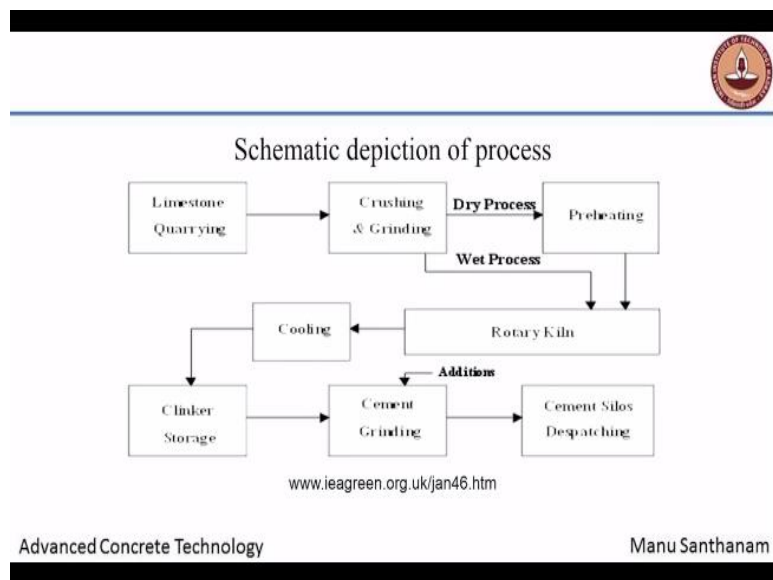 Schematic depiction of process
Limestone
Quarrying
Crushing
& Grinding
Dry Process
Preheating
Wet Process
Cooling
Rotary Kiln
Additions
Clinker
Storage
Cement
Grinding
Cement Silos
Despatching
www.ieagreen.org.uk/jan46.htm
Advanced Concrete Technology
Manu Santhanam